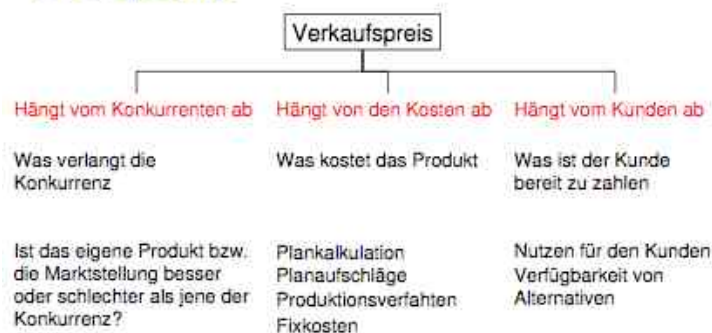 Verkaufspreis
Hängt vom Konkurrenten ab
Hängt von den Kosten ab
Hängt vom Kunden ab
Was verlangt die
Konkurrenz
Was kostet das Produkt
Was ist der Kunde
bereit zu zahlen
Ist das eigene Produkt bzw.
die Marktstellung besser
oder schlechter als jene der
Konkurrenz?
Plankalkulation
Planaufschläge
Produktionsverfahten
Fixkosten
Nutzen für den Kunden
Verfügbarkeit von
Alternativen